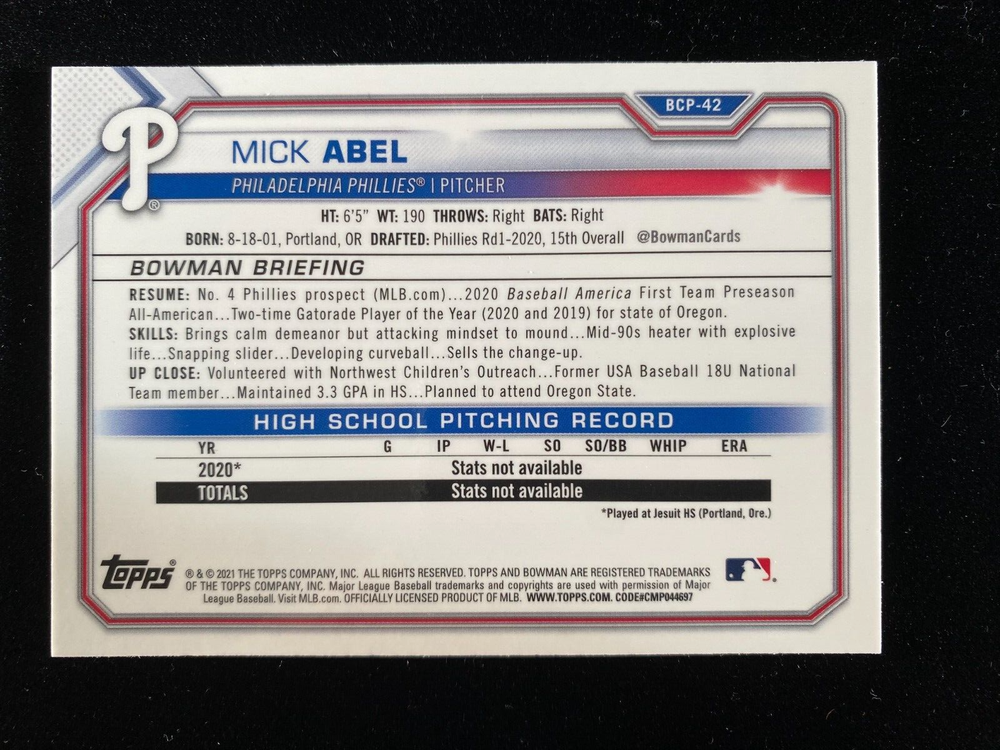 BCP-42
P ®
MICK ABEL
PHILADELPHIA PHILLIES® | PITCHER
HT: 6'5" WT: 190 THROWS: Right BATS: Right
BORN: 8-18-01, Portland, OR DRAFTED: Phillies Rd1-2020, 15th Overall @BowmanCards
BOWMAN BRIEFING
RESUME: No. 4 Phillies prospect (MLB.com)...2020 Baseball America First Team Preseason
All-American...Two-time Gatorade Player of the Year (2020 and 2019) for state of Oregon.
SKILLS: Brings calm demeanor but attacking mindset to mound...Mid-90s heater with explosive
life...Snapping slider...Developing curveball...Sells the change-up.
UP CLOSE: Volunteered with Northwest Children's Outreach...Former USA Baseball 18U National
Team member...Maintained 3.3 GPA in HS...Planned to attend Oregon State.
HIGH SCHOOL PITCHING RECORD
YR G IP W-L SO SO/BB WHIP ERA
2020* Stats not available
TOTALS Stats not available
*Played at Jesuit HS (Portland, Ore.)
Topps®
® & © 2021 THE TOPPS COMPANY, INC. ALL RIGHTS RESERVED. TOPPS AND BOWMAN ARE REGISTERED TRADEMARKS
OF THE TOPPS COMPANY, INC. Major League Baseball trademarks and copyrights are used with permission of Major
League Baseball. Visit MLB.com. OFFICIALLY LICENSED PRODUCT OF MLB. WWW.TOPPS.COM. CODE#CMP044697